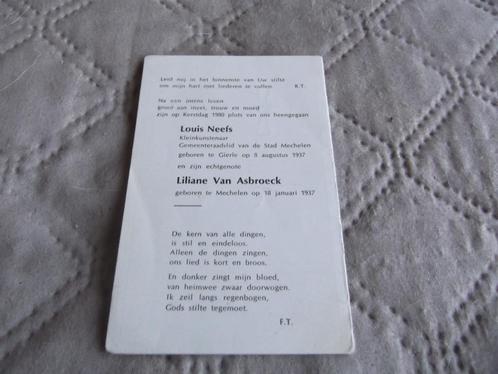 Leid mij in het binnenste van Uw stilte
om mijn hart met liederen te vullen. R.T.
Na een intens leven
groot aan inzet, trouw en moed
zijn op Kerstdag 1980 plots van ons heengegaan
Louis Neefs
Kleinkunstenaar
Gemeenteraadslid van de Stad Mechelen
geboren te Gierle op 8 augustus 1937
en zijn echtgenote
Liliane Van Asbroeck
geboren te Mechelen op 18 januari 1937
De kern van alle dingen,
is stil en eindeloos.
Alleen de dingen zingen,
ons lied is kort en broos.
En donker zingt mijn bloed,
van heimwee zwaar doorwogen.
Ik zeil langs regenbogen,
Gods stilte tegemoet.
F.T.